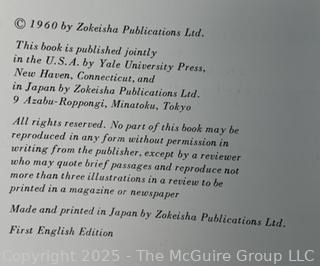 © 1960 by Zokeisha Publications Ltd.
This book is published jointly
in the U.S.A. by Yale University Press,
New Haven, Connecticut, and
in Japan by Zokeisha Publications Ltd.
9 Azabu-Roppongi, Minatoku, Tokyo
All rights reserved. No part of this book may be
reproduced in any form without permission in
writing from the publisher, except by a reviewer
who may quote brief passages and reproduce not
more than three illustrations in a review to be
printed in a magazine or newspaper
Made and printed in Japan by Zokeisha Publications Ltd.
First English Edition
Copyright © 2025 - The McGuire Group LLC